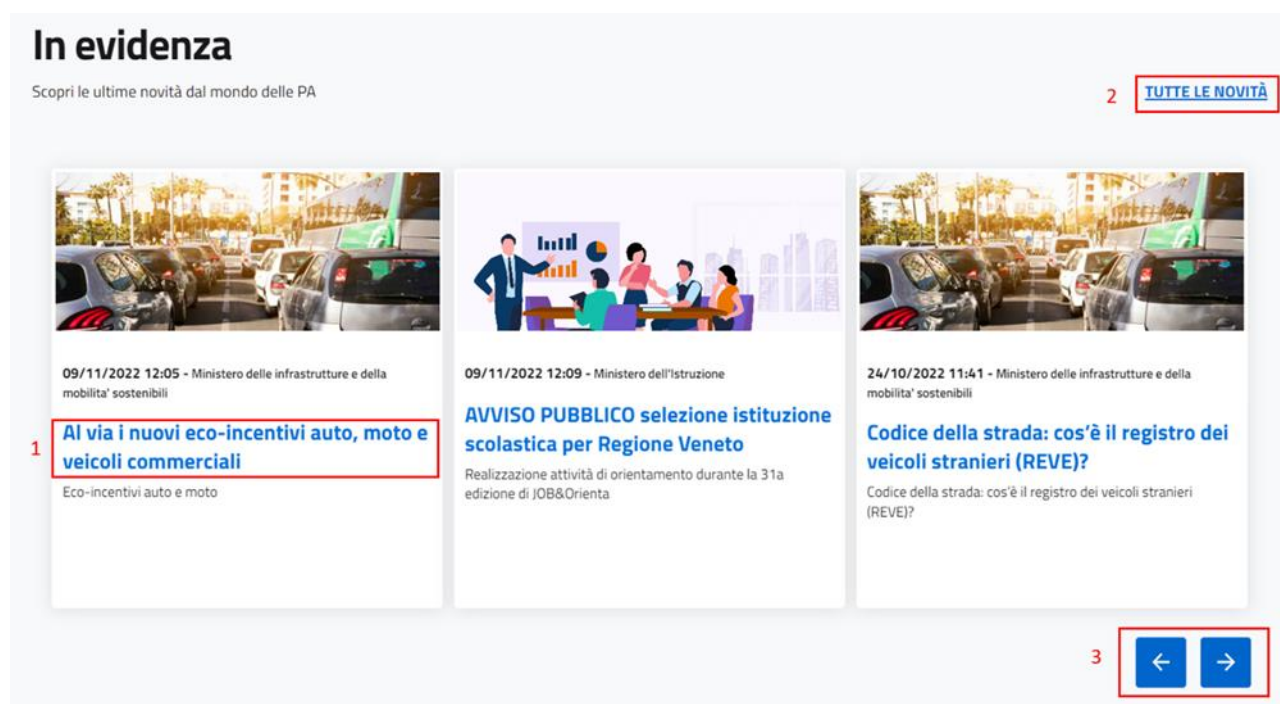 In evidenza
Scopri le ultime novità dal mondo delle PA
2
TUTTE LE NOVITÀ
09/11/2022 12:05 - Ministero delle infrastrutture e della
mobilita' sostenibili
1
Al via i nuovi eco-incentivi auto, moto e
veicoli commerciali
Eco-incentivi auto e moto
09/11/2022 12:09 - Ministero dell'Istruzione
AVVISO PUBBLICO selezione istituzione
scolastica per Regione Veneto
Realizzazione attività di orientamento durante la 31a
edizione di JOB&Orienta
24/10/2022 11:41 - Ministero delle infrastrutture e della
mobilita' sostenibili
Codice della strada: cos'è il registro dei
veicoli stranieri (REVE)?
Codice della strada: cos'è il registro dei veicoli stranieri
(REVE)?
3